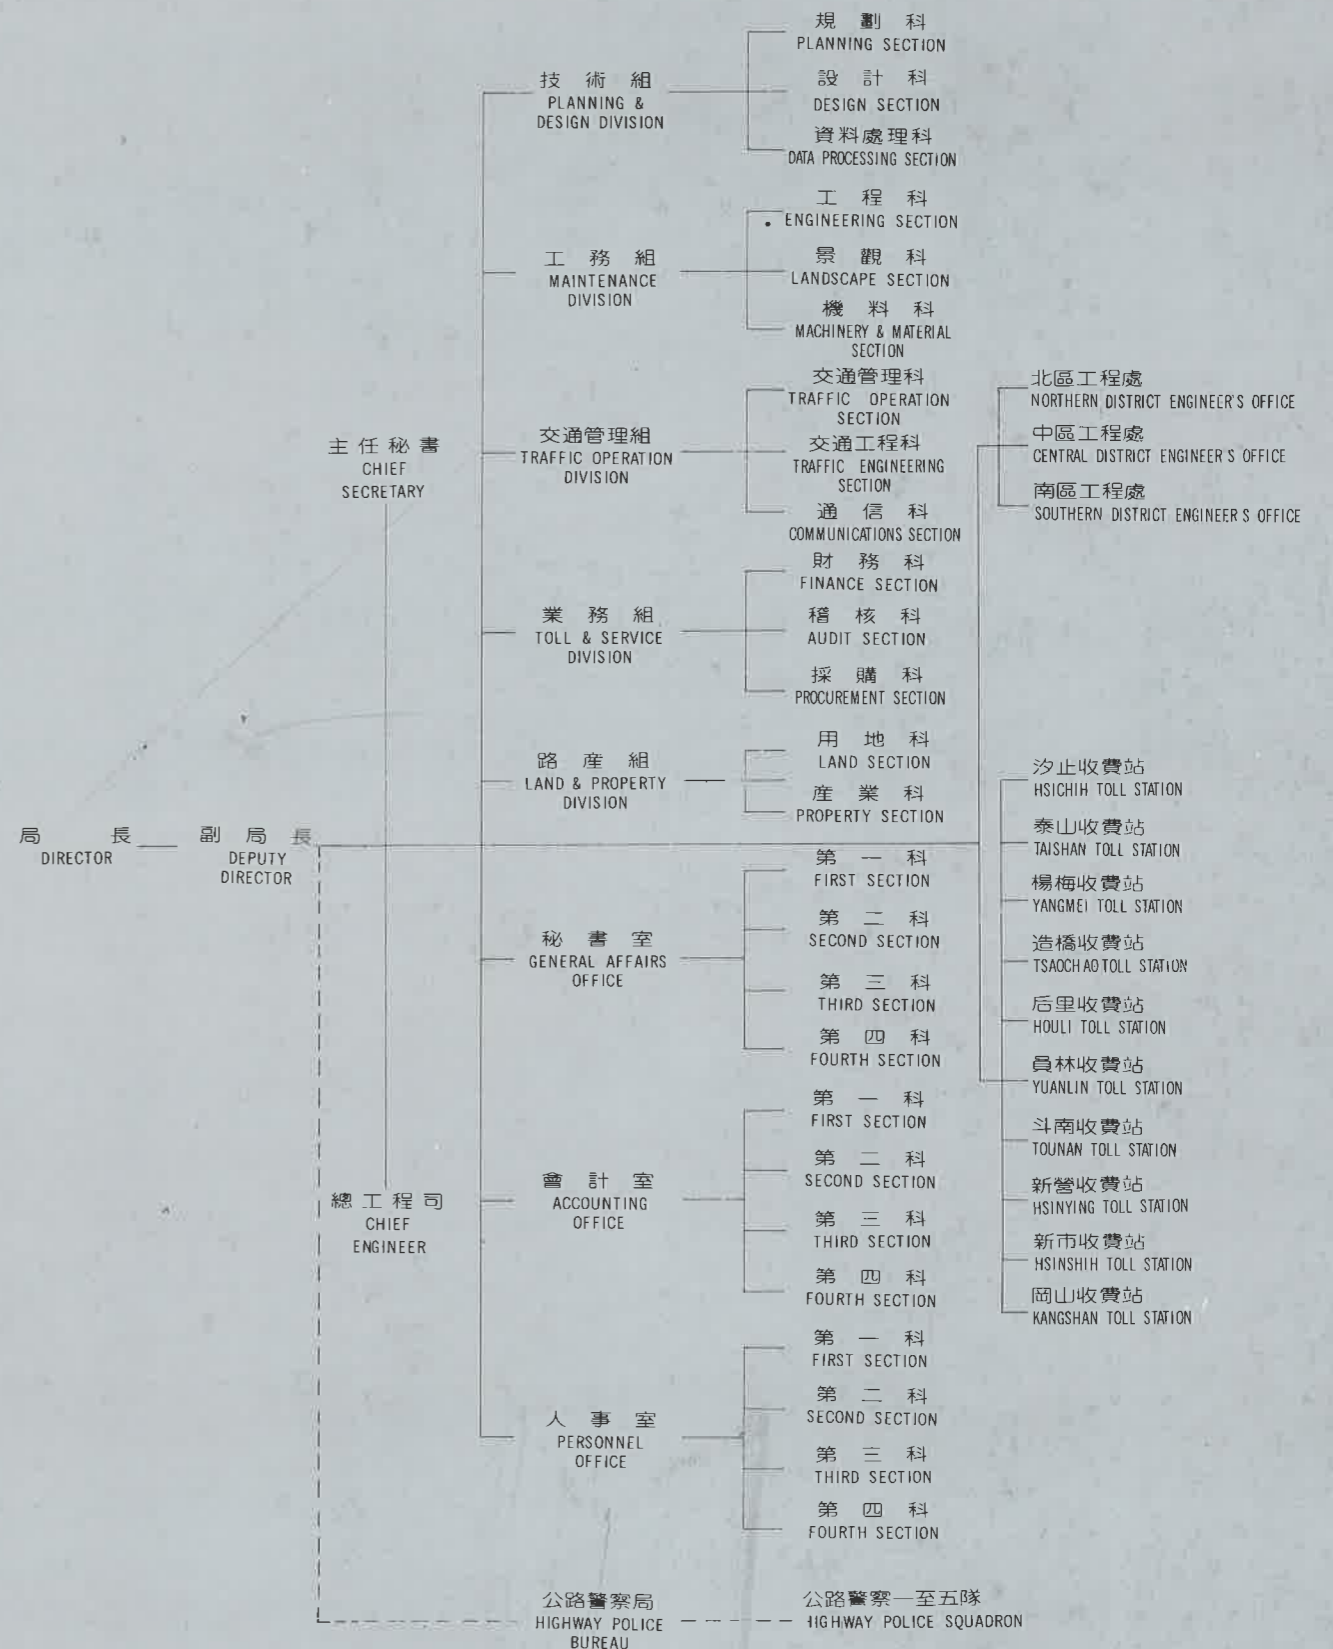 局長
DIRECTOR
副局長
DEPUTY
DIRECTOR
主任秘書
CHIEF
SECRETARY
總工程司
CHIEF
ENGINEER
技術組
PLANNING &
DESIGN DIVISION
規劃科
PLANNING SECTION
設計科
DESIGN SECTION
資料處理科
DATA PROCESSING SECTION
工務組
MAINTENANCE
DIVISION
工程科
ENGINEERING SECTION
景觀科
LANDSCAPE SECTION
機料科
MACHINERY & MATERIAL
SECTION
交通管理組
TRAFFIC OPERATION
DIVISION
交通管理科
TRAFFIC OPERATION
SECTION
交通工程科
TRAFFIC ENGINEERING
SECTION
通信科
COMMUNICATIONS SECTION
業務組
TOLL & SERVICE
DIVISION
財務科
FINANCE SECTION
稽核科
AUDIT SECTION
採購科
PROCUREMENT SECTION
路產組
LAND & PROPERTY
DIVISION
用地科
LAND SECTION
產業科
PROPERTY SECTION
秘書室
GENERAL AFFAIRS
OFFICE
第一科
FIRST SECTION
第二科
SECOND SECTION
第三科
THIRD SECTION
第四科
FOURTH SECTION
會計室
ACCOUNTING
OFFICE
第一科
FIRST SECTION
第二科
SECOND SECTION
第三科
THIRD SECTION
第四科
FOURTH SECTION
人事室
PERSONNEL
OFFICE
第一科
FIRST SECTION
第二科
SECOND SECTION
第三科
THIRD SECTION
第四科
FOURTH SECTION
公路警察局
HIGHWAY POLICE
BUREAU
公路警察一至五隊
HIGHWAY POLICE SQUADRON
北區工程處
NORTHERN DISTRICT ENGINEER'S OFFICE
中區工程處
CENTRAL DISTRICT ENGINEER'S OFFICE
南區工程處
SOUTHERN DISTRICT ENGINEER S OFFICE
汐止收費站
HSICHIH TOLL STATION
泰山收費站
TAISHAN TOLL STATION
楊梅收費站
YANGMEI TOLL STATION
造橋收費站
TSAOCHAO TOLL STATION
后里收費站
HOULI TOLL STATION
員林收費站
YUANLIN TOLL STATION
斗南收費站
TOUNAN TOLL STATION
新營收費站
HSINYING TOLL STATION
新市收費站
HSINSHIH TOLL STATION
岡山收費站
KANGSHAN TOLL STATION